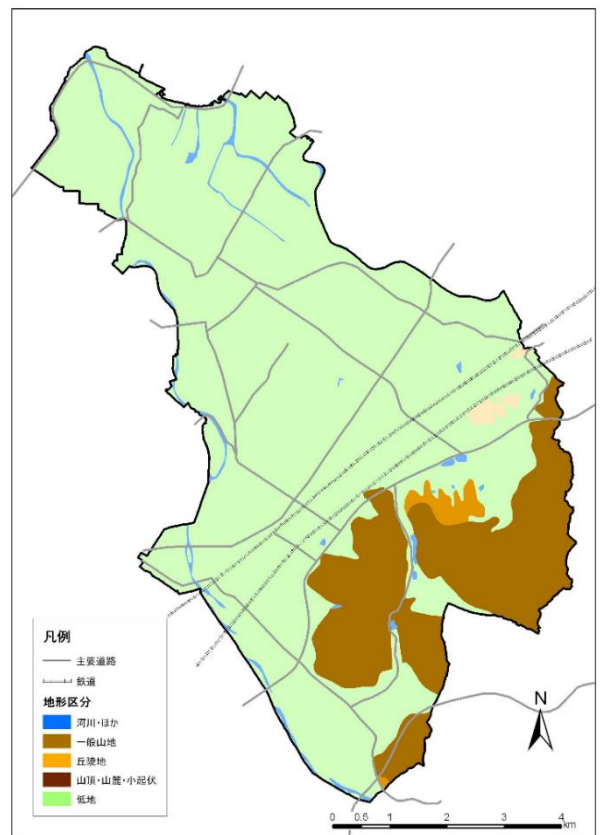 凡例
主要道路
鉄道
地形区分
河川・ほか
一般山地
丘陵地
山頂・山麓・小起伏
低地
N
0 0.5 1 2 3 4
km